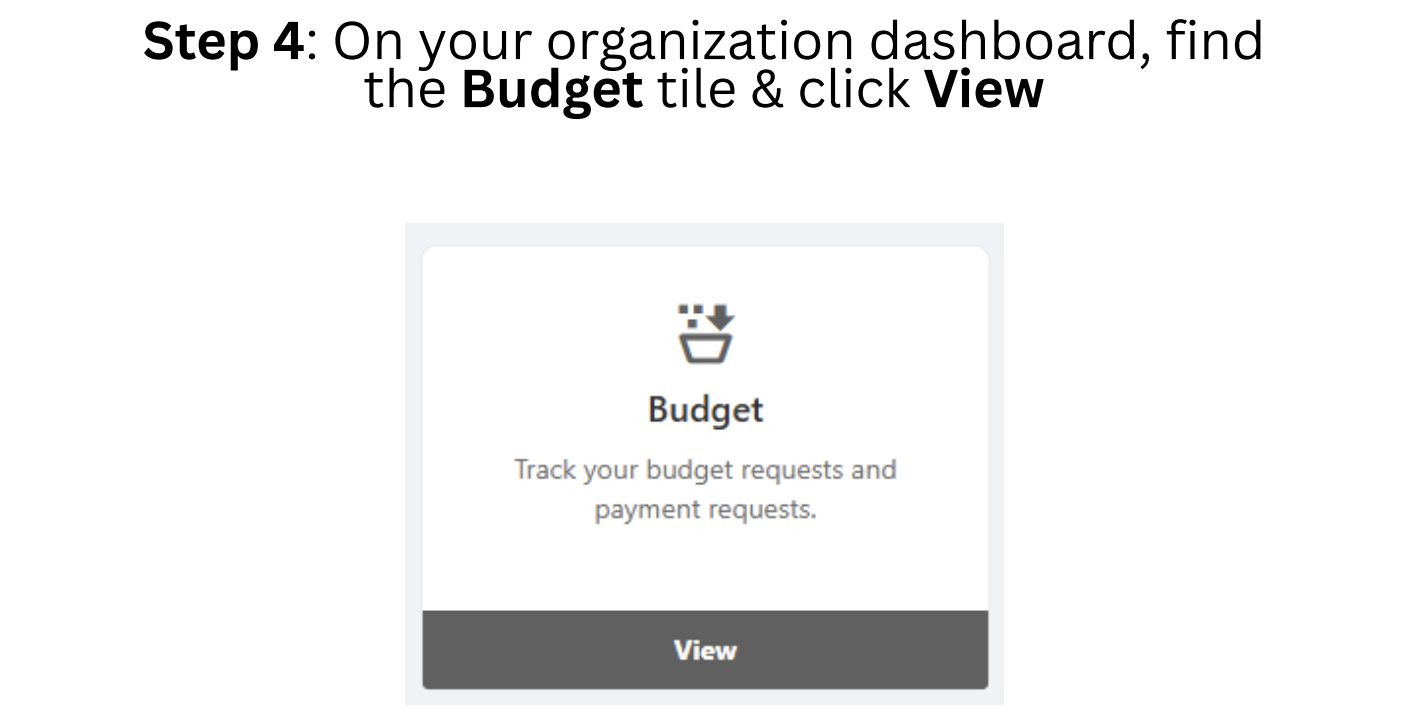 Step 4: On your organization dashboard, find
the Budget tile & click View
Budget
Track your budget requests and
payment requests.
View